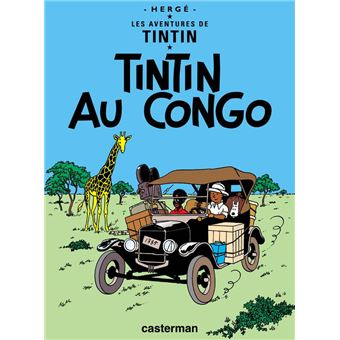 HERGÉ
LES AVENTURES DE
TINTIN
TINTIN
AU CONGO
casterman